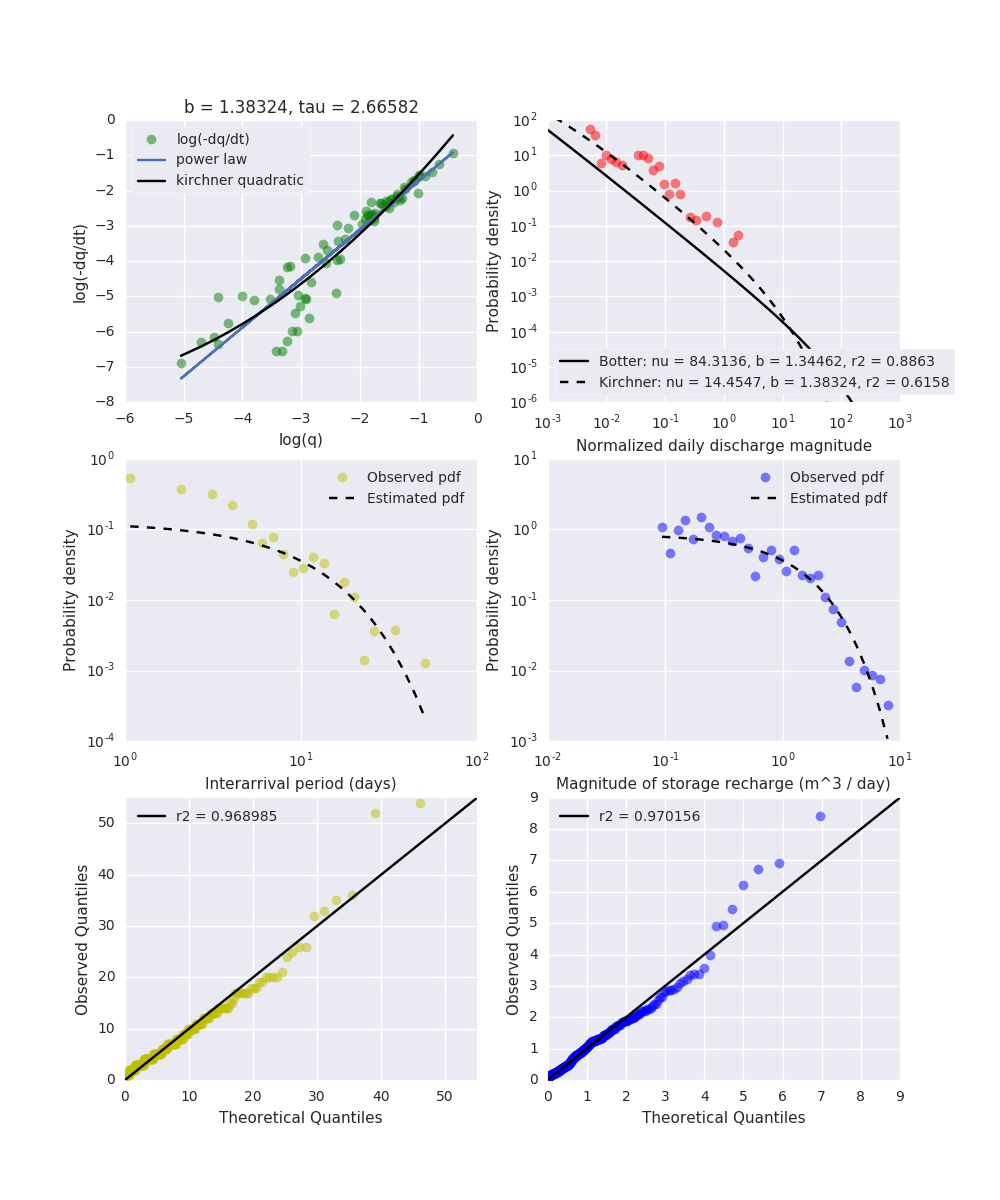 b = 1.38324, tau = 2.66582
0
−1
−2
−3
−4
−5
−6
−7
−8
log(-dq/dt)
log(-dq/dt)
power law
kirchner quadratic
−6 −5 −4 −3 −2 −1 0
log(q)
10^2
10^1
10^0
10^-1
10^-2
10^-3
10^-4
10^-5
10^-6
Probability density
Botter: nu = 84.3136, b = 1.34462, r2 = 0.8863
Kirchner: nu = 14.4547, b = 1.38324, r2 = 0.6158
10^-3 10^-2 10^-1 10^0 10^1 10^2 10^3
Normalized daily discharge magnitude
10^0
10^-1
10^-2
10^-3
10^-4
Probability density
Observed pdf
Estimated pdf
10^0 10^1 10^2
Interarrival period (days)
10^1
10^0
10^-1
10^-2
10^-3
Probability density
Observed pdf
Estimated pdf
10^-2 10^-1 10^0 10^1
Magnitude of storage recharge (m^3 / day)
50
40
30
20
10
0
Observed Quantiles
r2 = 0.968985
0 10 20 30 40 50
Theoretical Quantiles
9
8
7
6
5
4
3
2
1
0
Observed Quantiles
r2 = 0.970156
0 1 2 3 4 5 6 7 8 9
Theoretical Quantiles